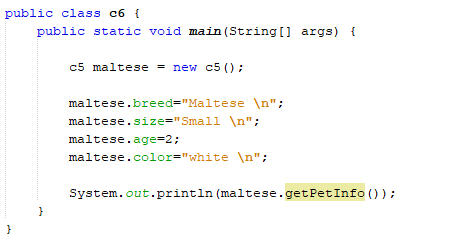 public class c6 {
    public static void main(String[] args) {

        c5 maltese = new c5();

        maltese.breed="Maltese \n";
        maltese.size="Small \n";
        maltese.age=2;
        maltese.color="white \n";

        System.out.println(maltese.getPetInfo());
    }
}